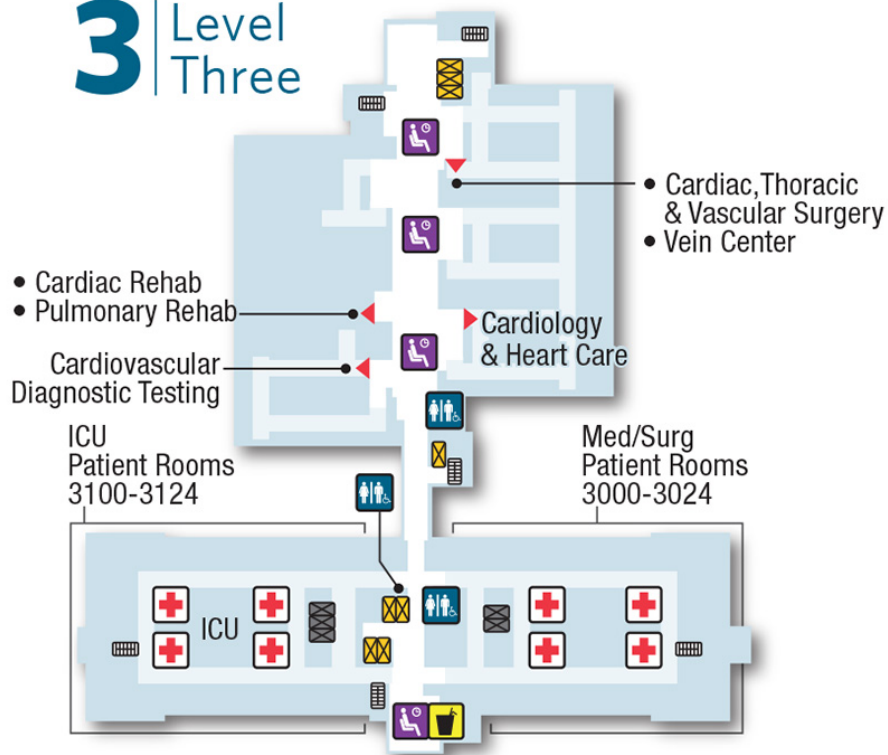 3
Level
Three
• Cardiac,Thoracic
& Vascular Surgery
• Vein Center
• Cardiac Rehab
• Pulmonary Rehab
Cardiology
& Heart Care
Cardiovascular
Diagnostic Testing
ICU
Patient Rooms
3100-3124
Med/Surg
Patient Rooms
3000-3024
ICU